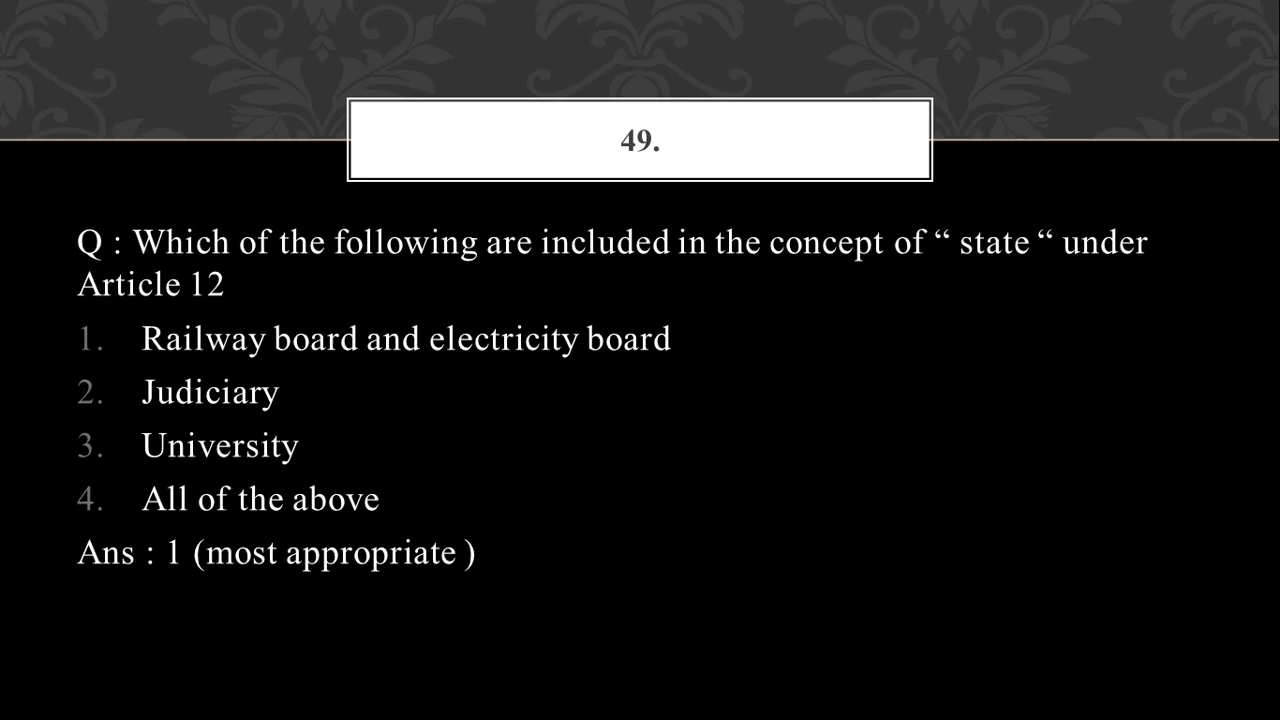 49.
Q : Which of the following are included in the concept of “ state “ under
Article 12
1. Railway board and electricity board
2. Judiciary
3. University
4. All of the above
Ans : 1 (most appropriate )